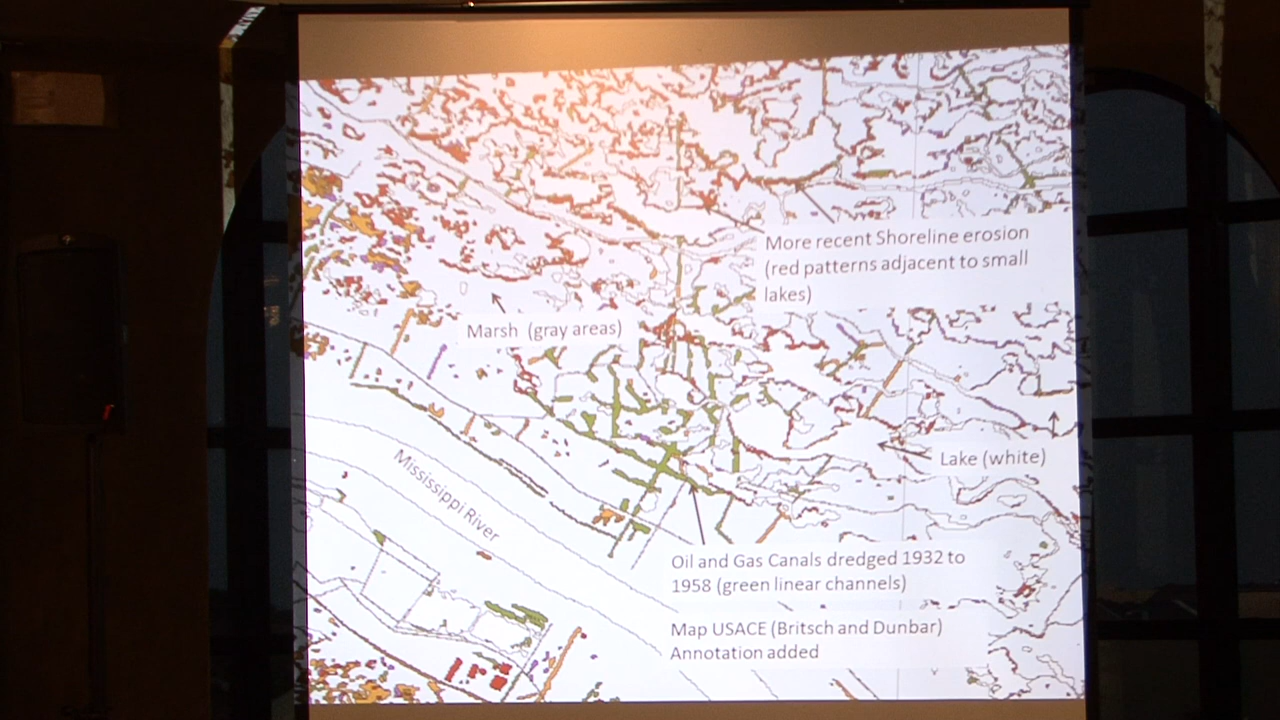 More recent Shoreline erosion
(red patterns adjacent to small
lakes)
Marsh (gray areas)
Lake (white)
Mississippi River
Oil and Gas Canals dredged 1932 to
1958 (green linear channels)
Map USACE (Britsch and Dunbar)
Annotation added